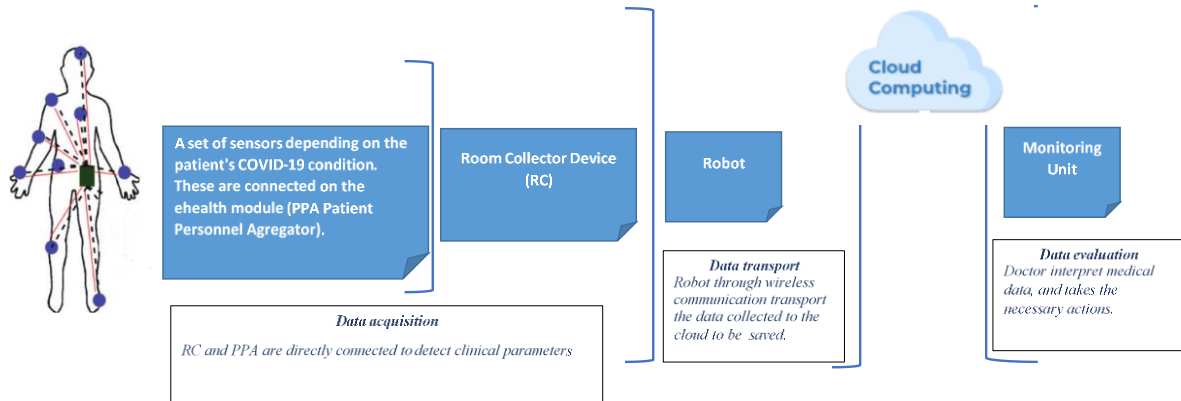 A set of sensors depending on the
patient's COVID-19 condition.
These are connected on the
ehealth module (PPA Patient
Personnel Agregator).
Room Collector Device
(RC)
Robot
Cloud
Computing
Monitoring
Unit
Data acquisition
RC and PPA are directly connected to detect clinical parameters
Data transport
Robot through wireless
communication transport
the data collected to the
cloud to be saved.
Data evaluation
Doctor interpret medical
data, and takes the
necessary actions.